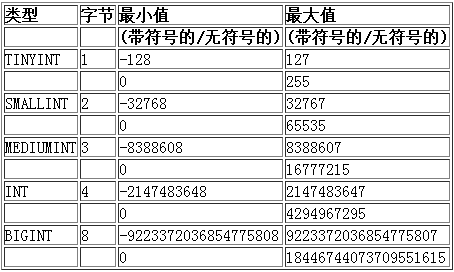 类型 字节 最小值 最大值
(带符号的/无符号的) (带符号的/无符号的)
TINYINT 1 -128 127
0 255
SMALLINT 2 -32768 32767
0 65535
MEDIUMINT 3 -8388608 8388607
0 16777215
INT 4 -2147483648 2147483647
0 4294967295
BIGINT 8 -9223372036854775808 9223372036854775807
0 18446744073709551615